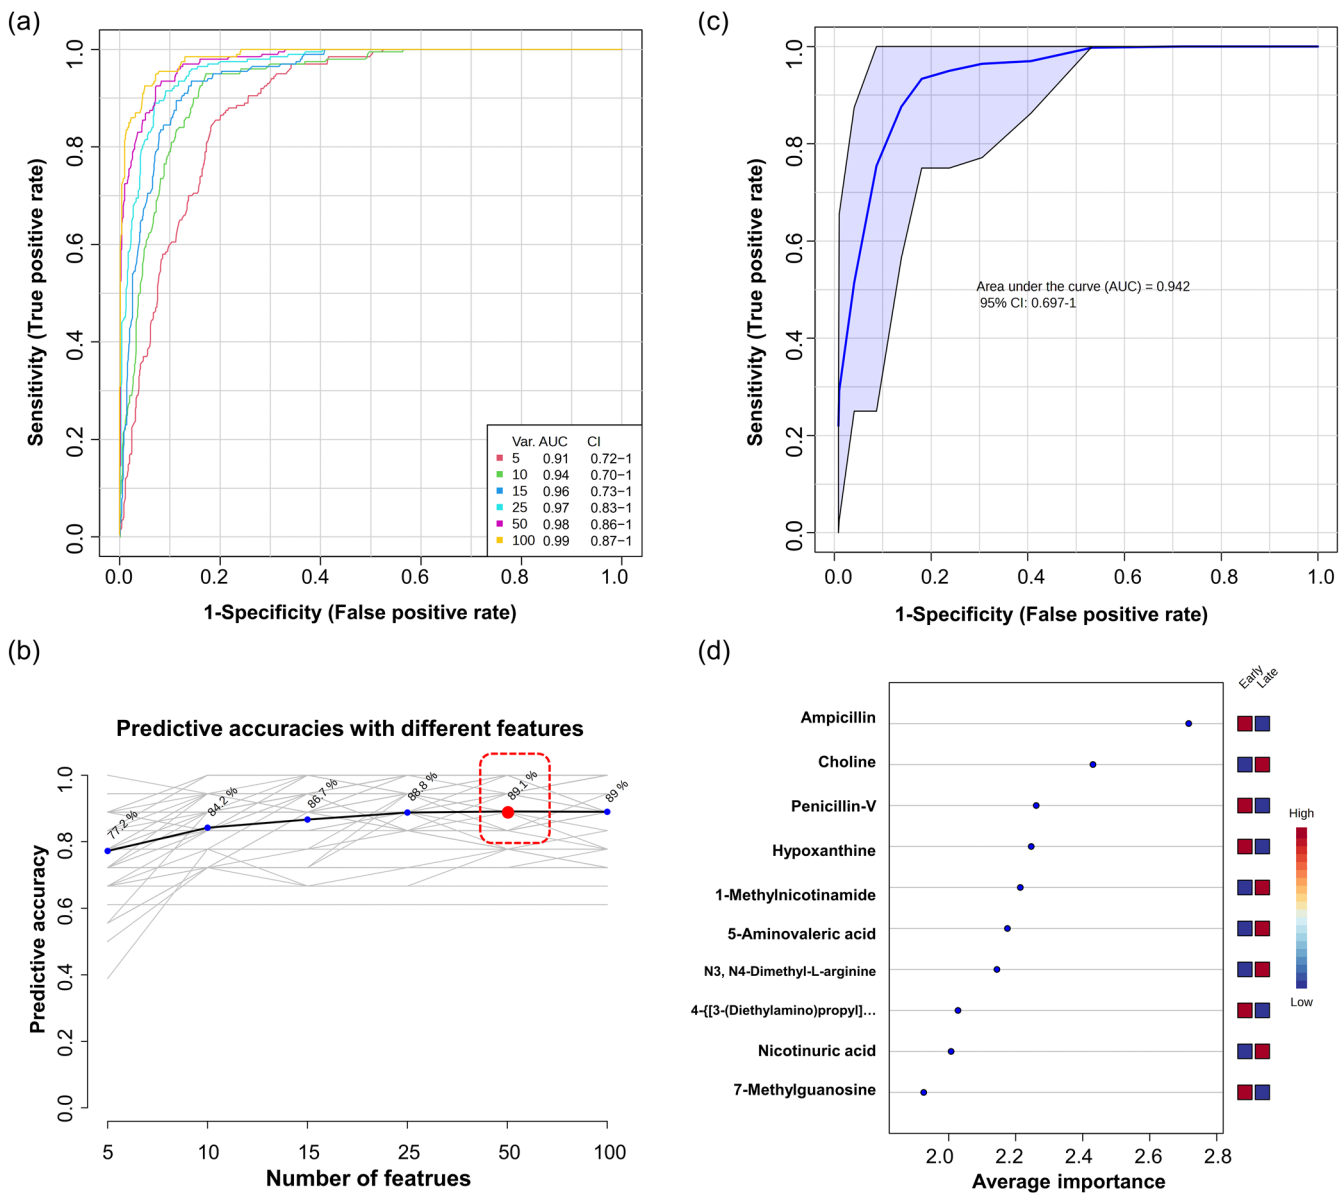 (a)
Sensitivity (True positive rate)
1.0
0.8
0.6
0.4
0.2
0.0
Var. AUC CI
5 0.91 0.72−1
10 0.94 0.70−1
15 0.96 0.73−1
25 0.97 0.83−1
50 0.98 0.86−1
100 0.99 0.87−1
0.0 0.2 0.4 0.6 0.8 1.0
1-Specificity (False positive rate)
(c)
Sensitivity (True positive rate)
1.0
0.8
0.6
0.4
0.2
0.0
Area under the curve (AUC) = 0.942
95% CI: 0.697-1
0.0 0.2 0.4 0.6 0.8 1.0
1-Specificity (False positive rate)
(b)
Predictive accuracies with different features
Predictive accuracy
1.0
0.8
0.6
0.4
0.2
0.0
77.2 %
84.2 %
86.7 %
88.8 %
89.1 %
89 %
5 10 15 25 50 100
Number of featrues
(d)
Early
Late
Ampicillin
Choline
Penicillin-V
Hypoxanthine
1-Methylnicotinamide
5-Aminovaleric acid
N3, N4-Dimethyl-L-arginine
4-{[3-(Diethylamino)propyl]...
Nicotinuric acid
7-Methylguanosine
High
Low
2.0 2.2 2.4 2.6 2.8
Average importance